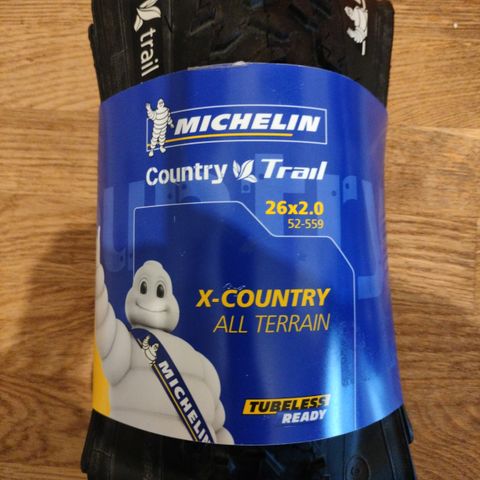 trail
MICHELIN
Country Trail
26x2.0
52-559
X-COUNTRY
ALL TERRAIN
MICHELIN
TUBELESS
READY